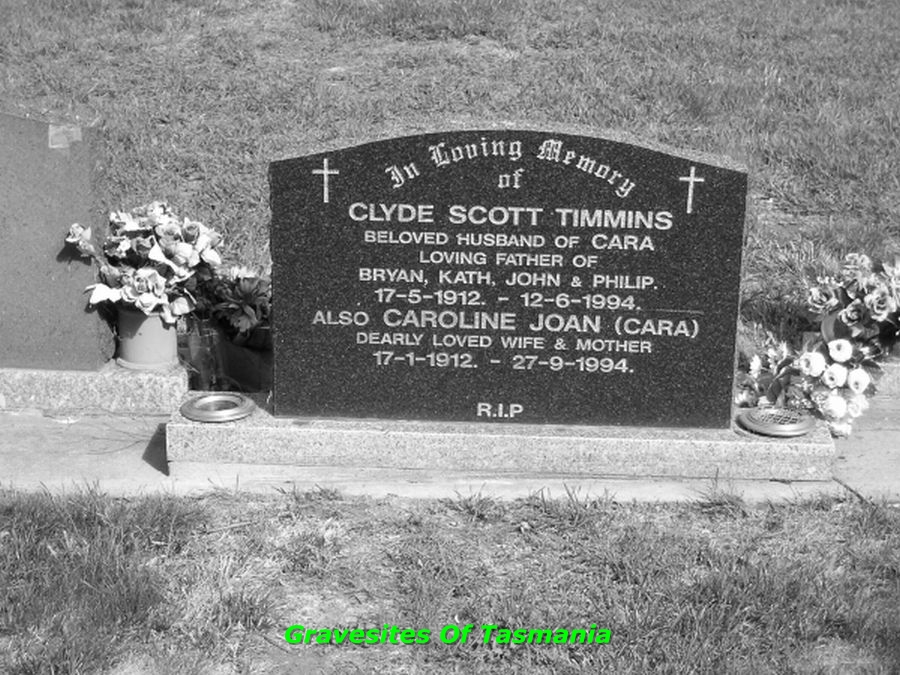 In Loving Memory
of
CLYDE SCOTT TIMMINS
BELOVED HUSBAND OF CARA
LOVING FATHER OF
BRYAN, KATH, JOHN & PHILIP.
17-5-1912. - 12-6-1994.
ALSO CAROLINE JOAN (CARA)
DEARLY LOVED WIFE & MOTHER
17-1-1912. - 27-9-1994.
R.I.P
Gravesites Of Tasmania